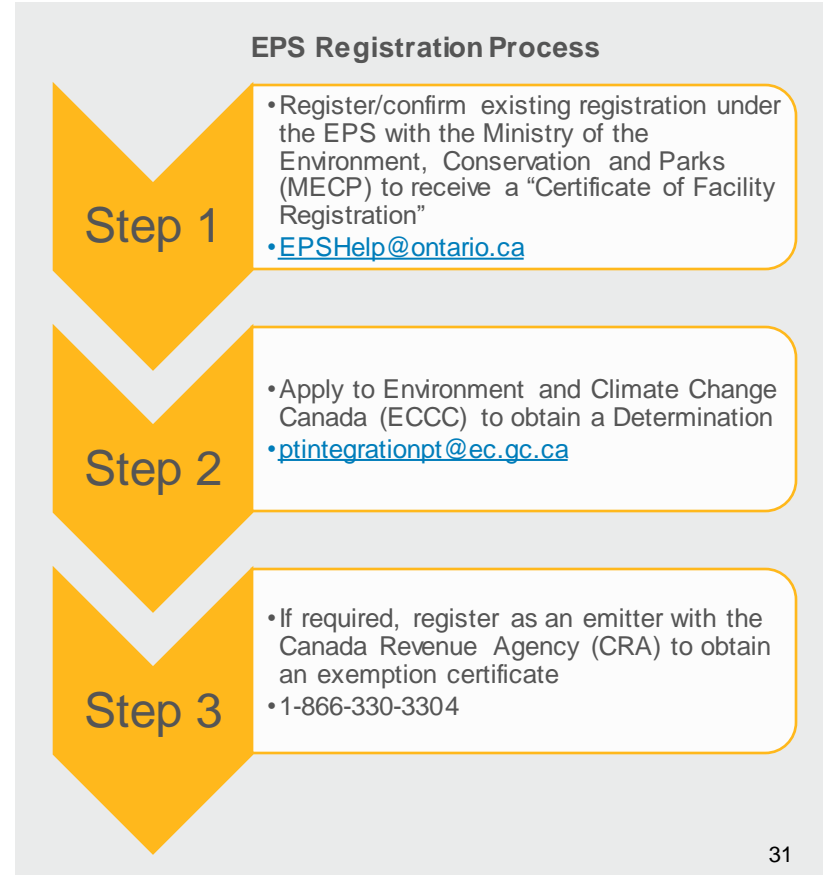 EPS Registration Process
Step 1
•Register/confirm existing registration under
the EPS with the Ministry of the
Environment, Conservation and Parks
(MECP) to receive a “Certificate of Facility
Registration”
•EPSHelp@ontario.ca
Step 2
•Apply to Environment and Climate Change
Canada (ECCC) to obtain a Determination
•ptintegrationpt@ec.gc.ca
Step 3
•If required, register as an emitter with the
Canada Revenue Agency (CRA) to obtain
an exemption certificate
•1-866-330-3304
31